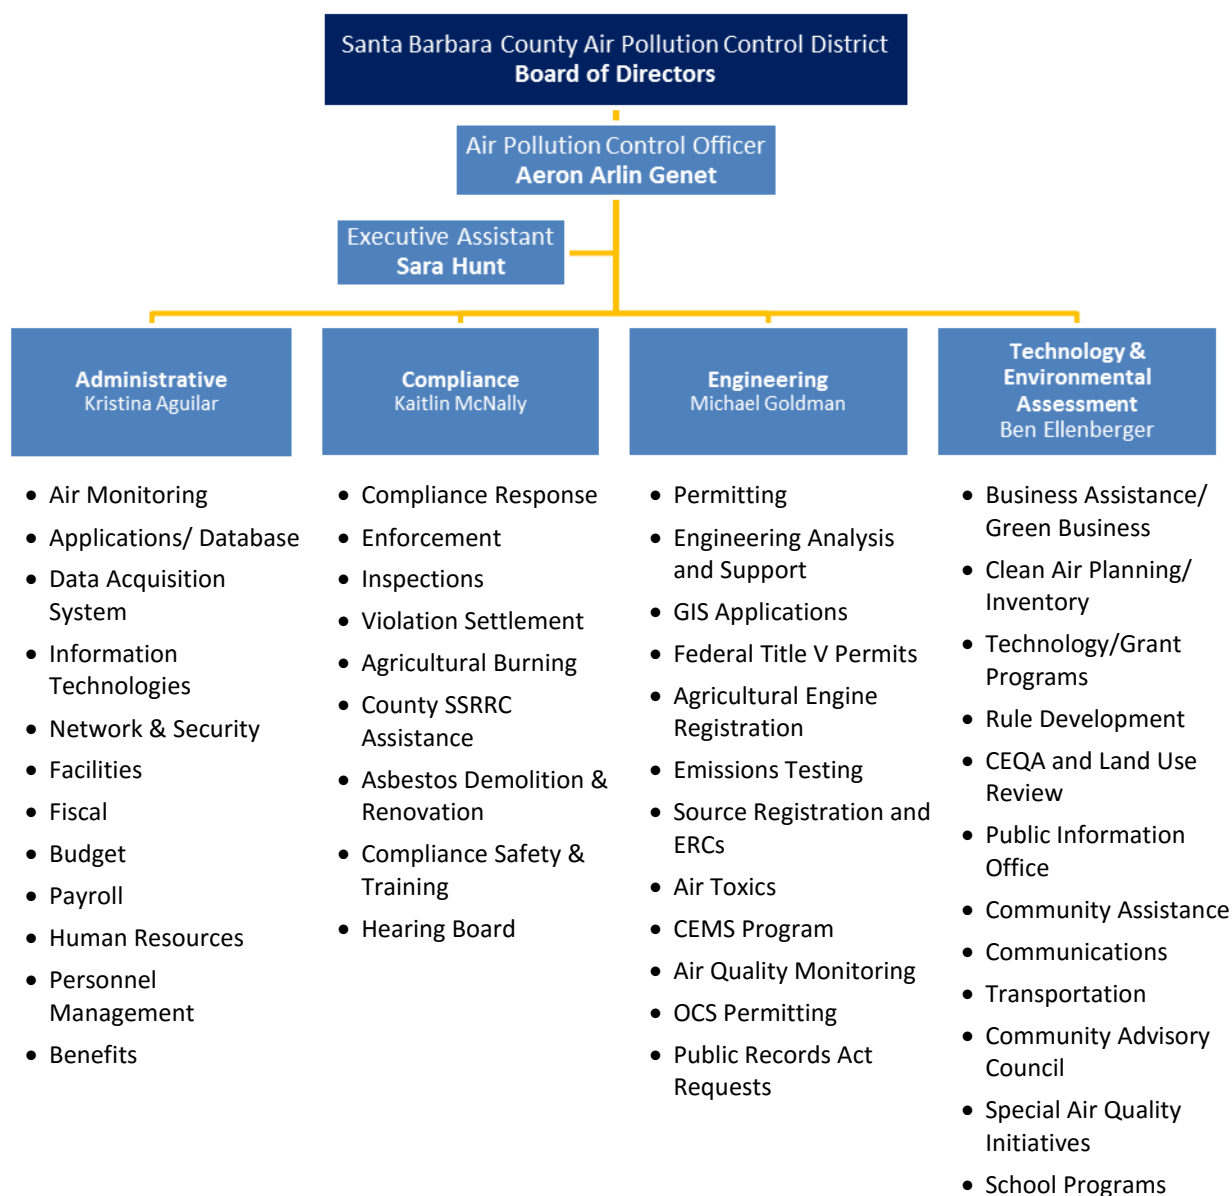 Santa Barbara County Air Pollution Control District
Board of Directors
Air Pollution Control Officer
Aeron Arlin Genet
Executive Assistant
Sara Hunt
Administrative
Kristina Aguilar
• Air Monitoring
• Applications/ Database
• Data Acquisition
System
• Information
Technologies
• Network & Security
• Facilities
• Fiscal
• Budget
• Payroll
• Human Resources
• Personnel
Management
• Benefits
Compliance
Kaitlin McNally
• Compliance Response
• Enforcement
• Inspections
• Violation Settlement
• Agricultural Burning
• County SSRRC
Assistance
• Asbestos Demolition &
Renovation
• Compliance Safety &
Training
• Hearing Board
Engineering
Michael Goldman
• Permitting
• Engineering Analysis
and Support
• GIS Applications
• Federal Title V Permits
• Agricultural Engine
Registration
• Emissions Testing
• Source Registration and
ERCs
• Air Toxics
• CEMS Program
• Air Quality Monitoring
• OCS Permitting
• Public Records Act
Requests
Technology &
Environmental
Assessment
Ben Ellenberger
• Business Assistance/
Green Business
• Clean Air Planning/
Inventory
• Technology/Grant
Programs
• Rule Development
• CEQA and Land Use
Review
• Public Information
Office
• Community Assistance
• Communications
• Transportation
• Community Advisory
Council
• Special Air Quality
Initiatives
• School Programs